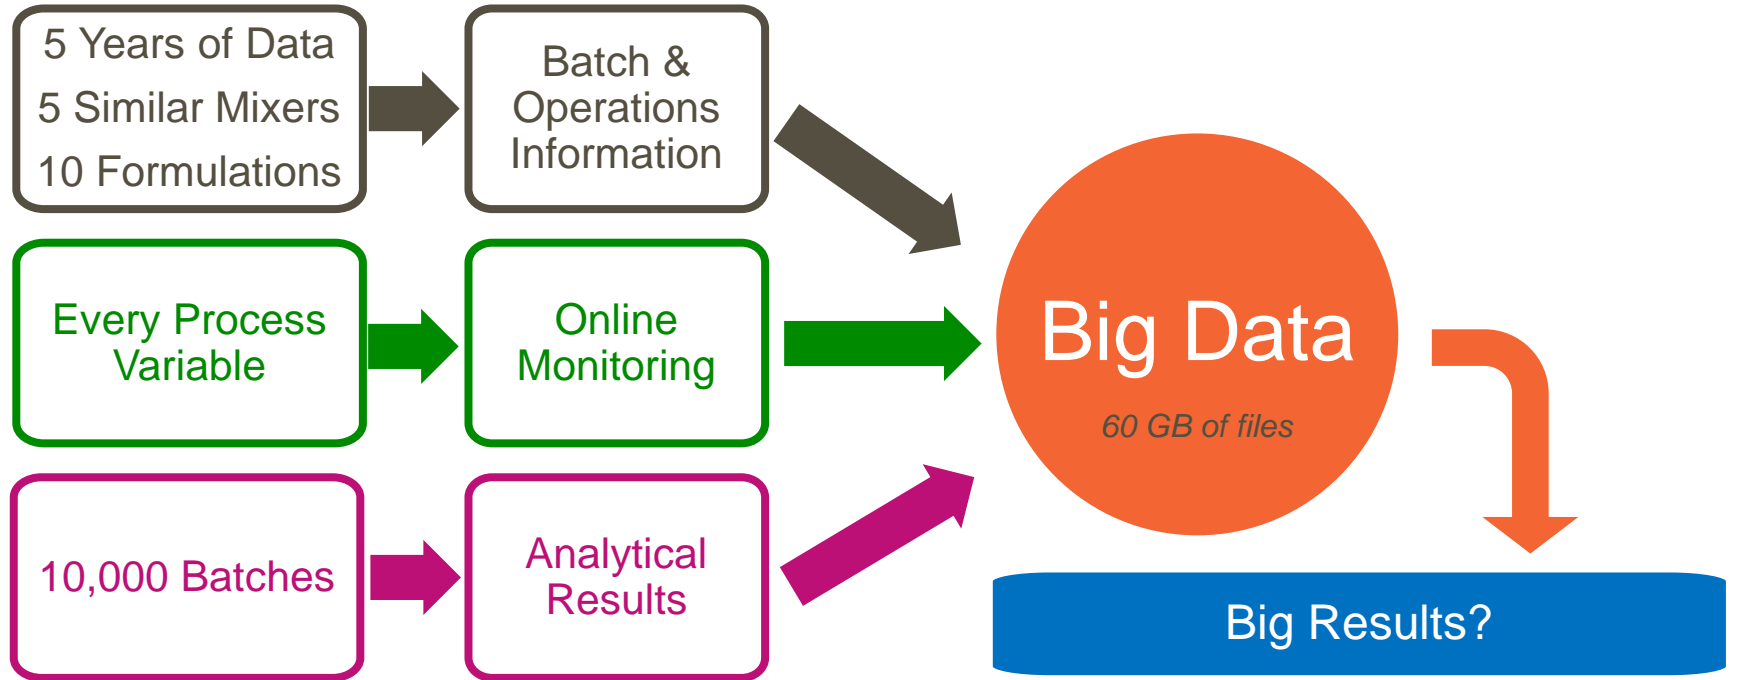 5 Years of Data
5 Similar Mixers
10 Formulations
Batch &
Operations
Information
Every Process
Variable
Online
Monitoring
10,000 Batches
Analytical
Results
Big Data
60 GB of files
Big Results?